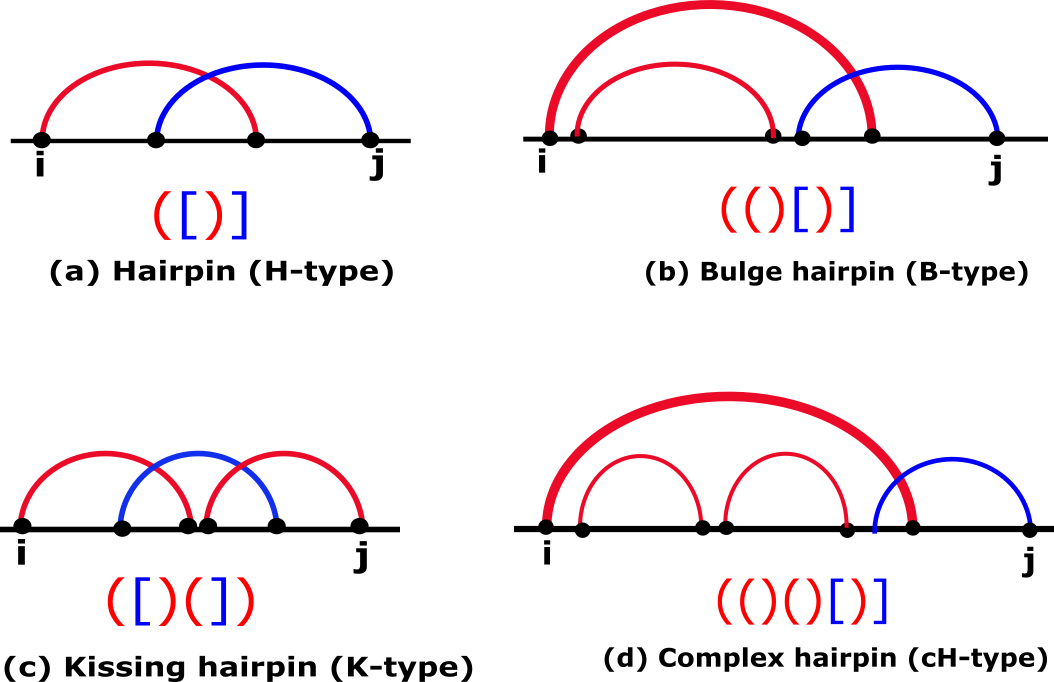 i j
([)]
(a) Hairpin (H-type)
i j
(()[)]
(b) Bulge hairpin (B-type)
i j
([)(])
(c) Kissing hairpin (K-type)
i j
(()()[)]
(d) Complex hairpin (cH-type)